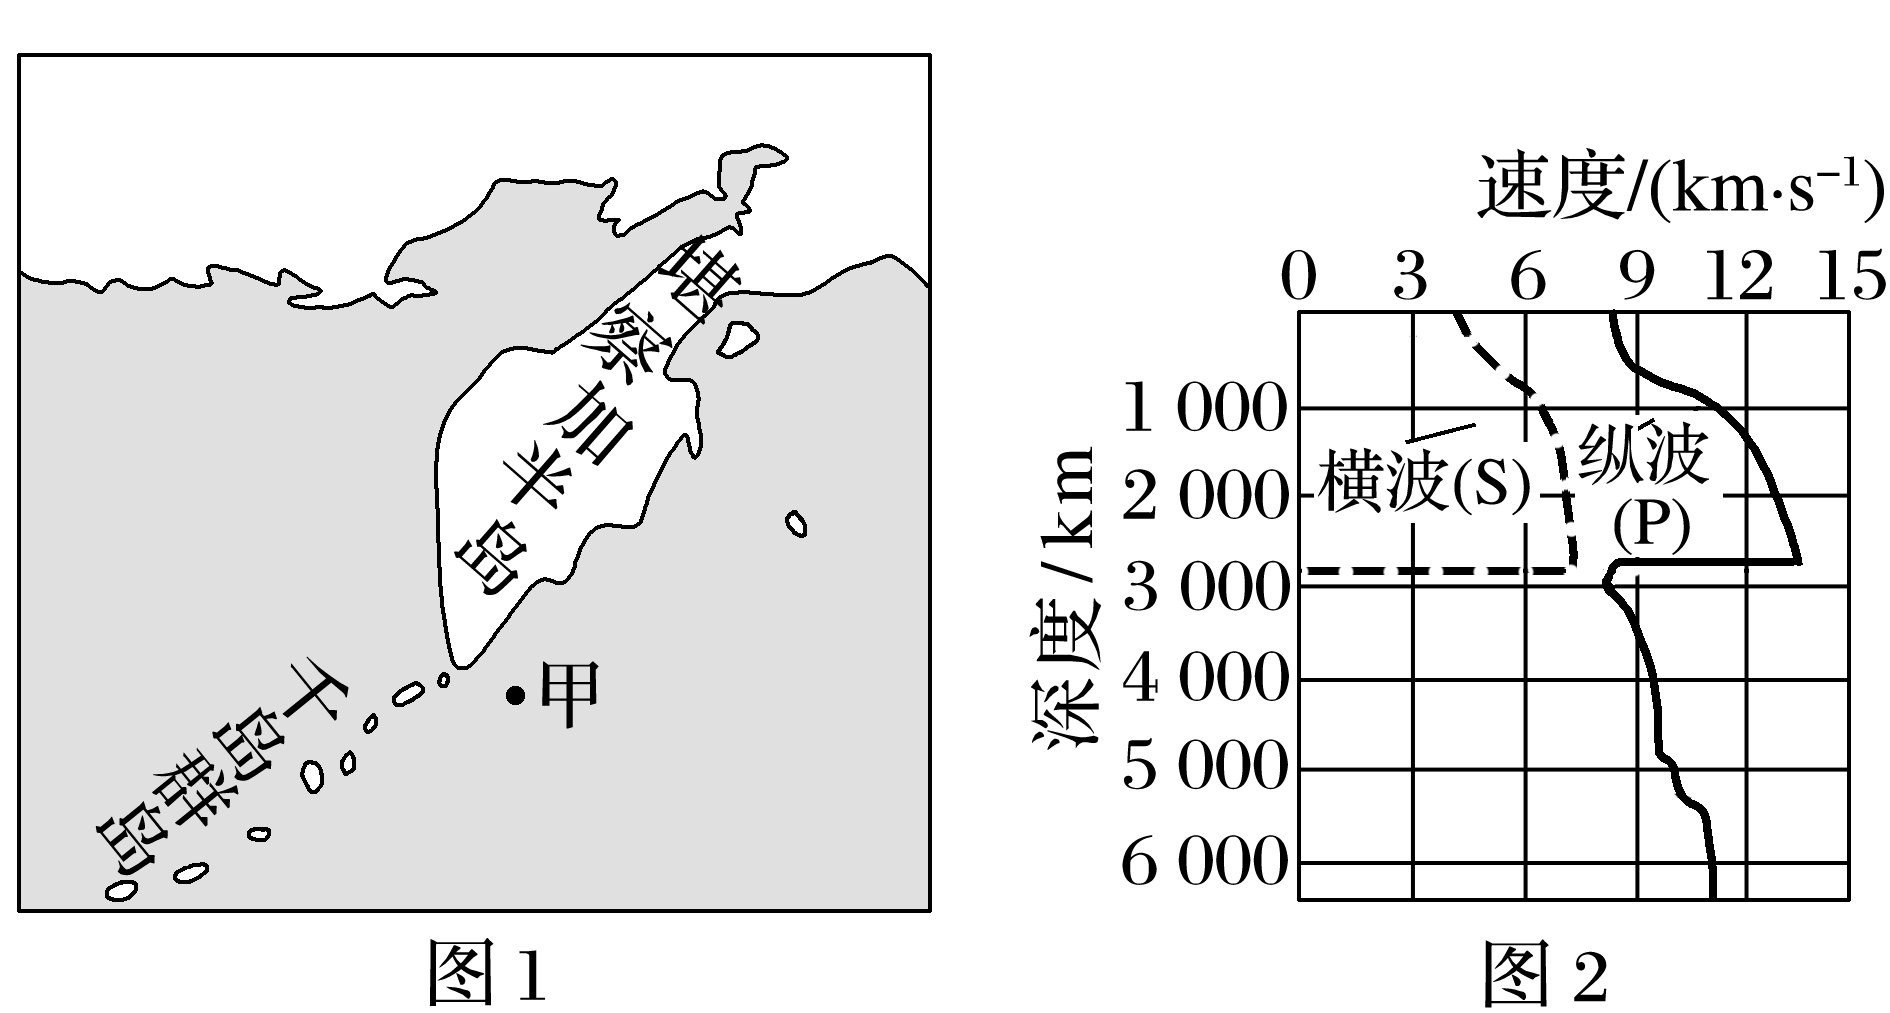 堪察加半岛
千岛群岛
甲
图 1
速度/(km·s⁻¹)
0 3 6 9 12 15
深度/km
1 000
2 000
3 000
4 000
5 000
6 000
横波(S)
纵波
(P)
图 2